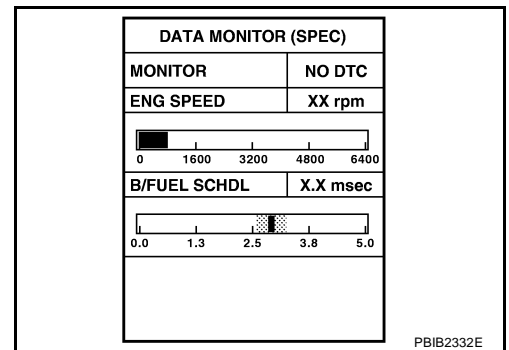 DATA MONITOR (SPEC)
MONITOR NO DTC
ENG SPEED XX rpm
0 1600 3200 4800 6400
B/FUEL SCHDL X.X msec
0.0 1.3 2.5 3.8 5.0
PBIB2332E